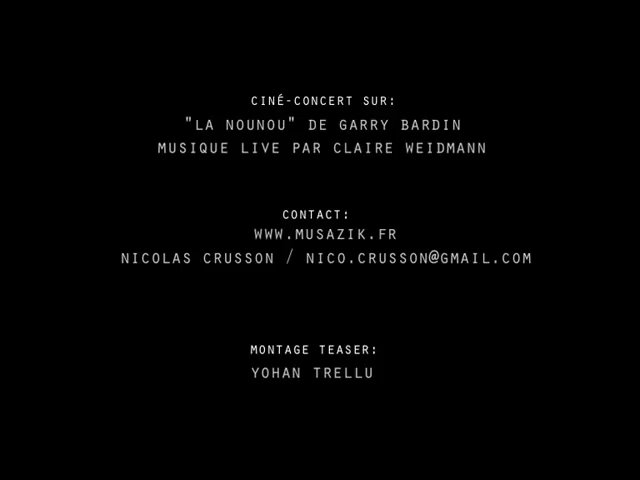 CINÉ-CONCERT SUR:
"LA NOUNOU" DE GARRY BARDIN
MUSIQUE LIVE PAR CLAIRE WEIDMANN
CONTACT:
WWW.MUSAZIK.FR
NICOLAS CRUSSON / NICO.CRUSSON@GMAIL.COM
MONTAGE TEASER:
YOHAN TRELLU